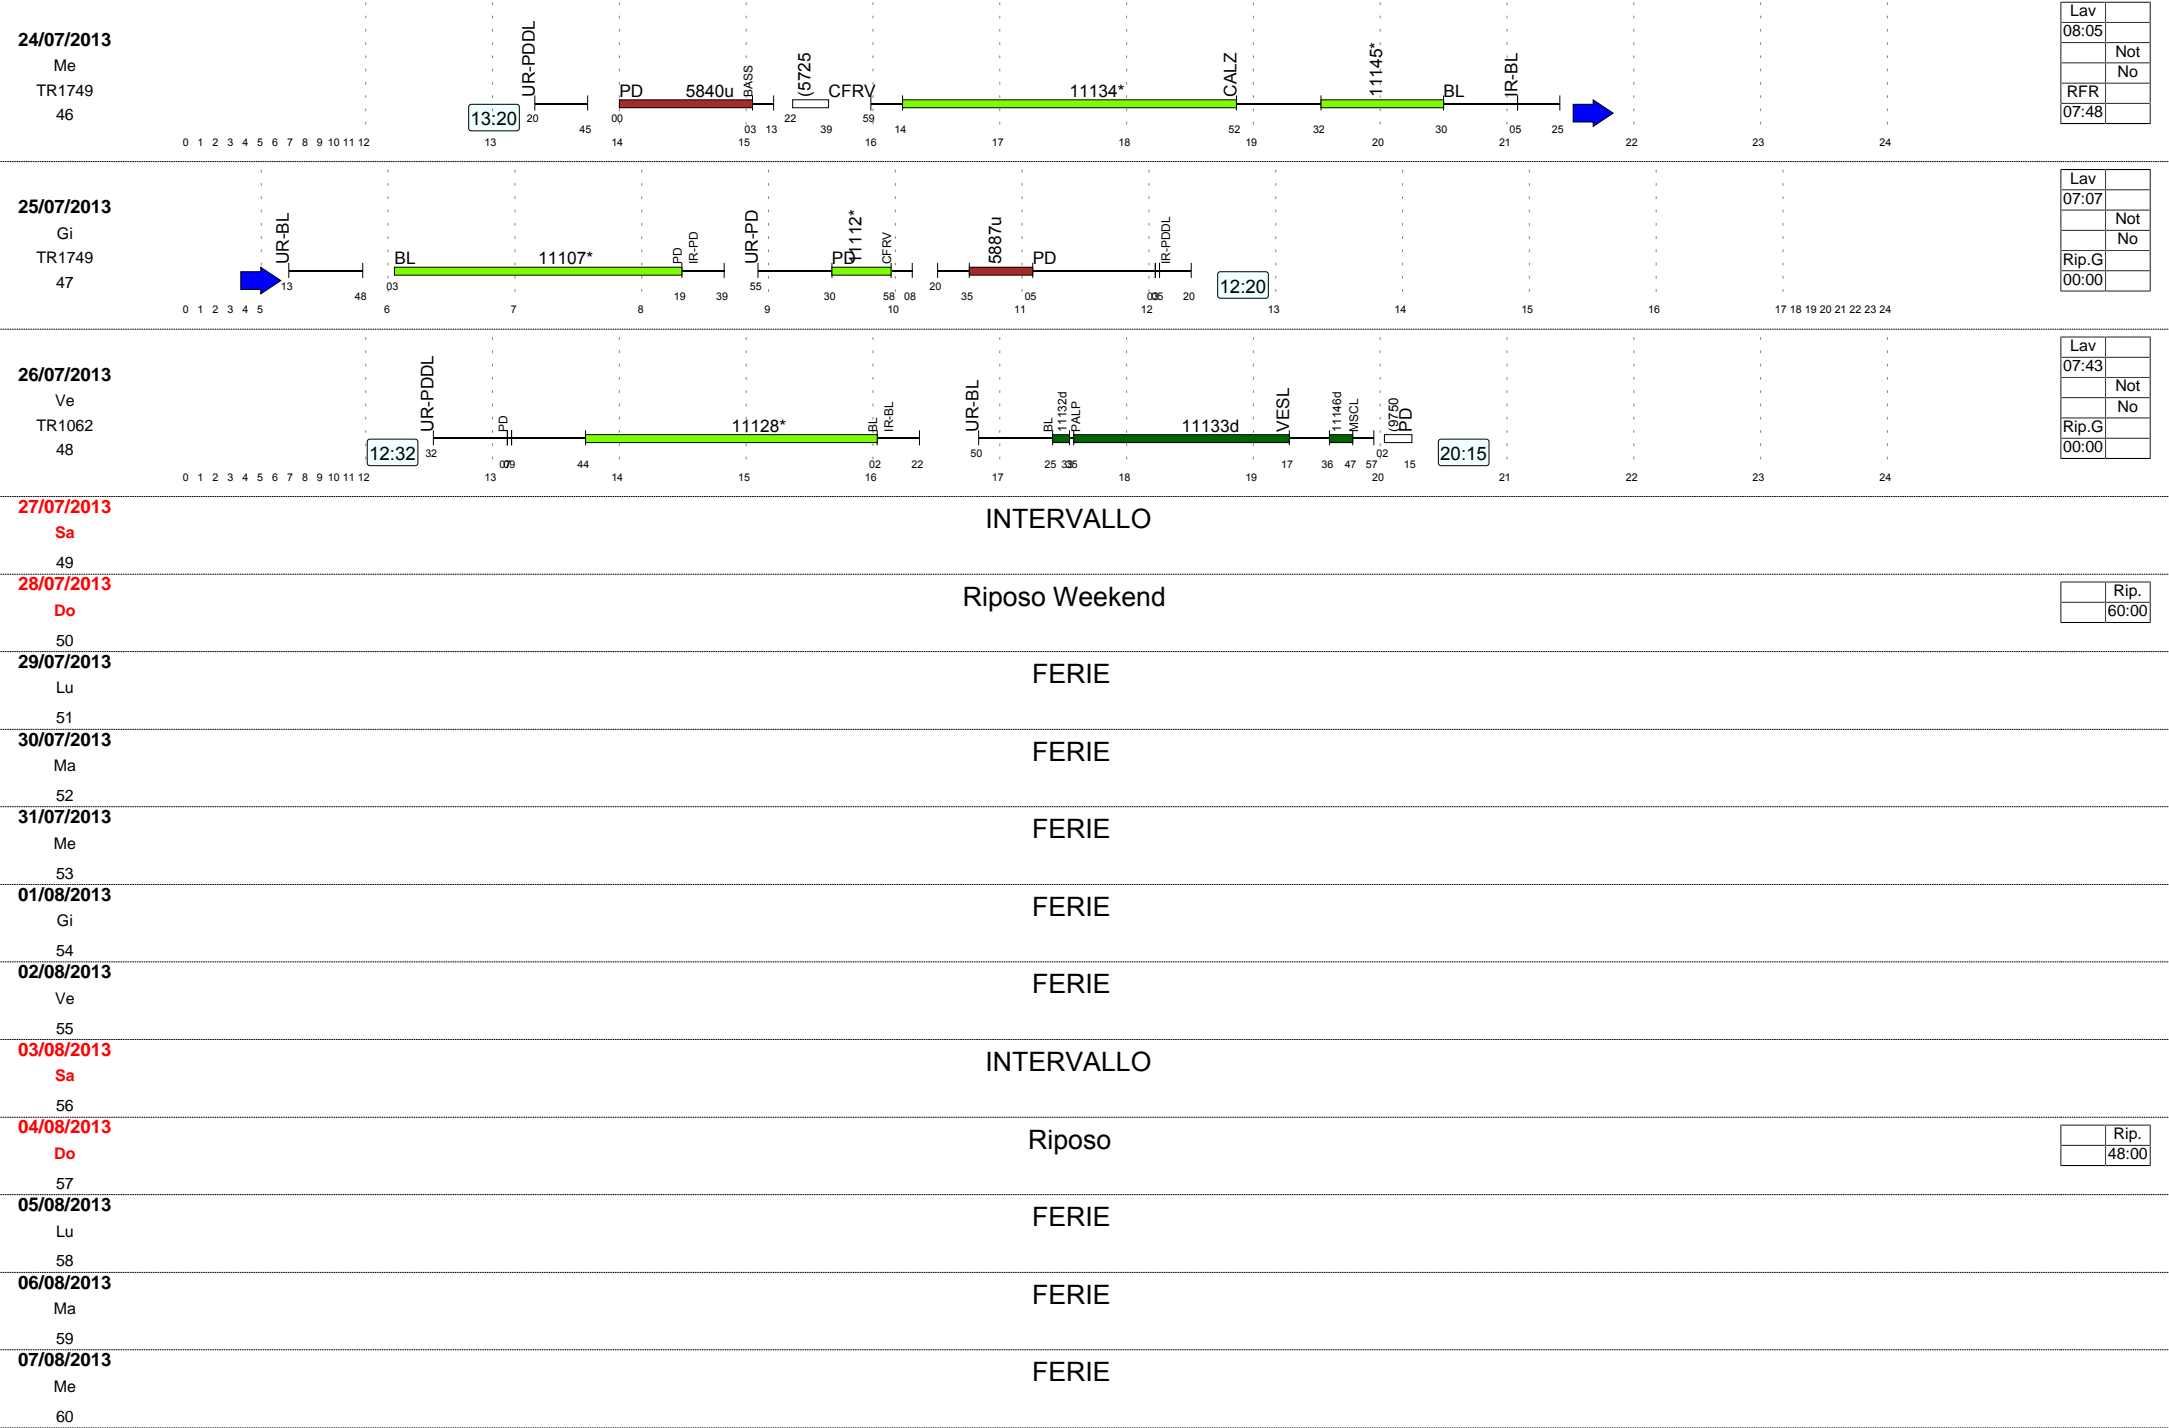 24/07/2013
Me
TR1749
46
13:20
UR-PDDL
PD 5840u BASS (5725 CFRV 11134* CALZ 11145* BL IR-BL
20 45 00 03 13 22 39 59 14 52 32 30 05 25
0 1 2 3 4 5 6 7 8 9 10 11 12 13 14 15 16 17 18 19 20 21 22 23 24
Lav
08:05
Not
No
RFR
07:48
25/07/2013
Gi
TR1749
47
UR-BL BL 11107* PD IR-PD UR-PD PD 11112* CFRV 5887u PD IR-PDDL
13 48 03 19 39 55 30 58 08 20 35 05 03 05 20
12:20
0 1 2 3 4 5 6 7 8 9 10 11 12 13 14 15 16 17 18 19 20 21 22 23 24
Lav
07:07
Not
No
Rip.G
00:00
26/07/2013
Ve
TR1062
48
12:32
UR-PDDL PD 11128* BL IR-BL UR-BL BL 11132d PALP 11133d VESL 11146d MSCL (9750 PD
32 07 09 44 02 22 50 25 33 35 17 36 47 57 02 15
20:15
0 1 2 3 4 5 6 7 8 9 10 11 12 13 14 15 16 17 18 19 20 21 22 23 24
Lav
07:43
Not
No
Rip.G
00:00
27/07/2013
Sa
49
INTERVALLO
28/07/2013
Do
50
Riposo Weekend
Rip.
60:00
29/07/2013
Lu
51
FERIE
30/07/2013
Ma
52
FERIE
31/07/2013
Me
53
FERIE
01/08/2013
Gi
54
FERIE
02/08/2013
Ve
55
FERIE
03/08/2013
Sa
56
INTERVALLO
04/08/2013
Do
57
Riposo
Rip.
48:00
05/08/2013
Lu
58
FERIE
06/08/2013
Ma
59
FERIE
07/08/2013
Me
60
FERIE